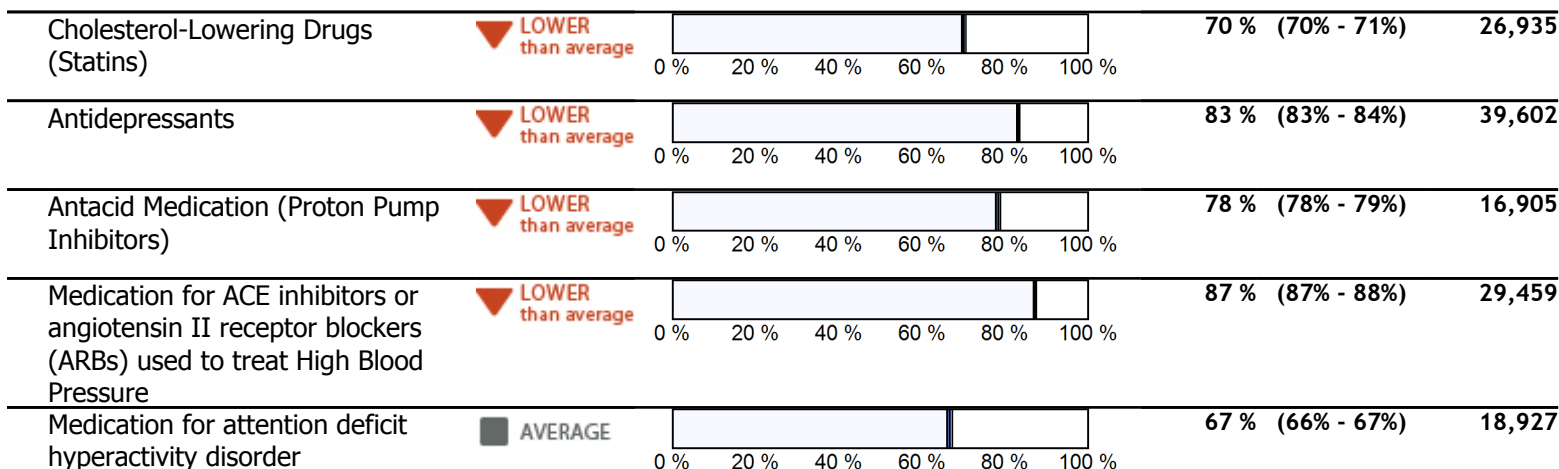 Cholesterol-Lowering Drugs (Statins)
LOWER than average
0 % 20 % 40 % 60 % 80 % 100 %
70 % (70% - 71%) 26,935
Antidepressants
LOWER than average
0 % 20 % 40 % 60 % 80 % 100 %
83 % (83% - 84%) 39,602
Antacid Medication (Proton Pump Inhibitors)
LOWER than average
0 % 20 % 40 % 60 % 80 % 100 %
78 % (78% - 79%) 16,905
Medication for ACE inhibitors or
angiotensin II receptor blockers
(ARBs) used to treat High Blood
Pressure
LOWER than average
0 % 20 % 40 % 60 % 80 % 100 %
87 % (87% - 88%) 29,459
Medication for attention deficit
hyperactivity disorder
AVERAGE
0 % 20 % 40 % 60 % 80 % 100 %
67 % (66% - 67%) 18,927